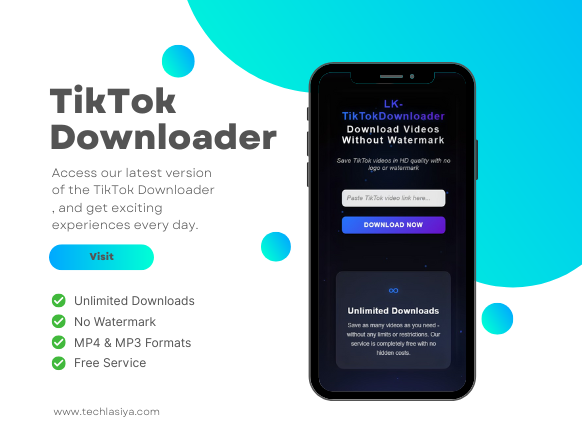 TikTok
Downloader
Access our latest version
of the TikTok Downloader
, and get exciting
experiences every day.
Visit
Unlimited Downloads
No Watermark
MP4 & MP3 Formats
Free Service
www.techlasiya.com
LK-
TikTokDownloader
Download Videos
Without Watermark
Save TikTok videos in HD quality with no
logo or watermark
Paste TikTok video link here...
DOWNLOAD NOW
Unlimited Downloads
Save as many videos as you need -
without any limits or restrictions. Our
service is completely free with no
hidden costs.